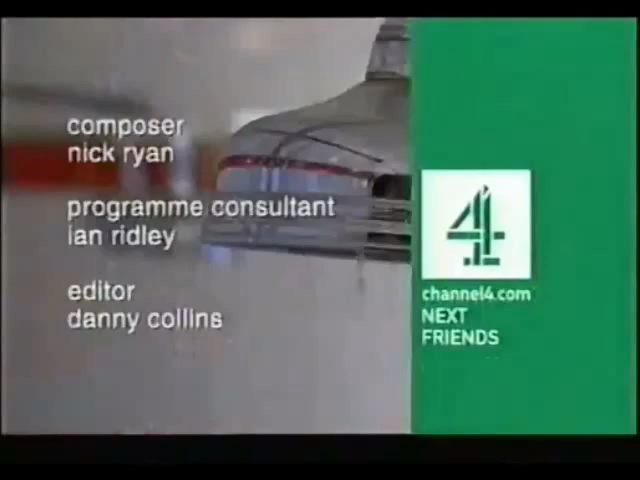 composer
nick ryan
programme consultant
ian ridley
editor
danny collins
4
channel4.com
NEXT
FRIENDS